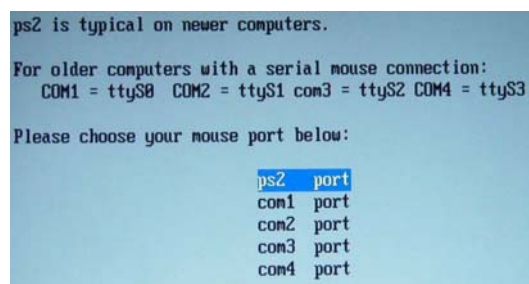 ps2 is typical on newer computers.
For older computers with a serial mouse connection:
COM1 = ttyS0 COM2 = ttyS1 com3 = ttyS2 COM4 = ttyS3
Please choose your mouse port below:
ps2 port
com1 port
com2 port
com3 port
com4 port